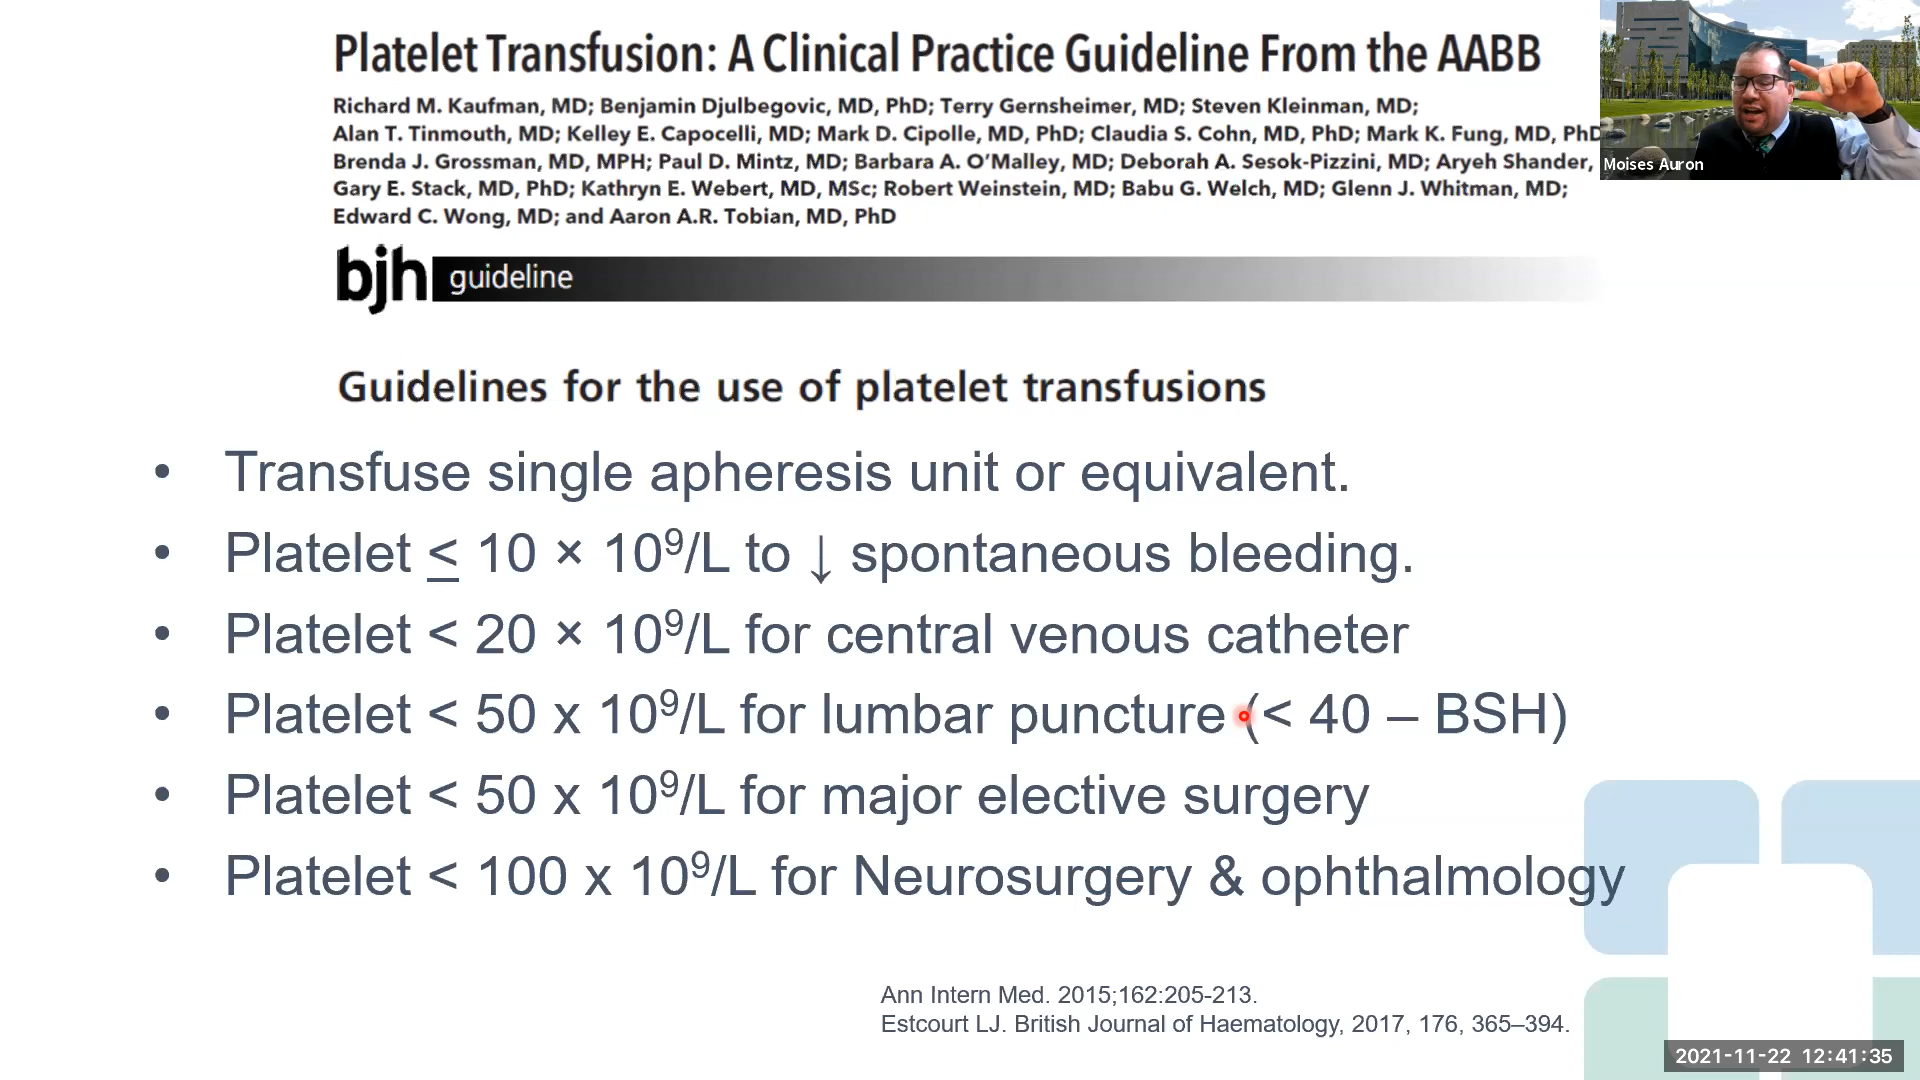 Platelet Transfusion: A Clinical Practice Guideline From the AABB
Richard M. Kaufman, MD; Benjamin Djulbegovic, MD, PhD; Terry Gernsheimer, MD; Steven Kleinman, MD;
Alan T. Tinmouth, MD; Kelley E. Capocelli, MD; Mark D. Cipolle, MD, PhD; Claudia S. Cohn, MD, PhD; Mark K. Fung, MD, PhD
Brenda J. Grossman, MD, MPH; Paul D. Mintz, MD; Barbara A. O’Malley, MD; Deborah A. Sesok-Pizzini, MD; Aryeh Shander,
Gary E. Stack, MD, PhD; Kathryn E. Webert, MD, MSc; Robert Weinstein, MD; Babu G. Welch, MD; Glenn J. Whitman, MD;
Edward C. Wong, MD; and Aaron A.R. Tobian, MD, PhD
Moises Auron
bjh guideline
Guidelines for the use of platelet transfusions
• Transfuse single apheresis unit or equivalent.
• Platelet ≤ 10 × 10⁹/L to ↓ spontaneous bleeding.
• Platelet < 20 × 10⁹/L for central venous catheter
• Platelet < 50 x 10⁹/L for lumbar puncture (< 40 – BSH)
• Platelet < 50 x 10⁹/L for major elective surgery
• Platelet < 100 x 10⁹/L for Neurosurgery & ophthalmology
Ann Intern Med. 2015;162:205-213.
Estcourt LJ. British Journal of Haematology, 2017, 176, 365–394.
2021-11-22 12:41:35